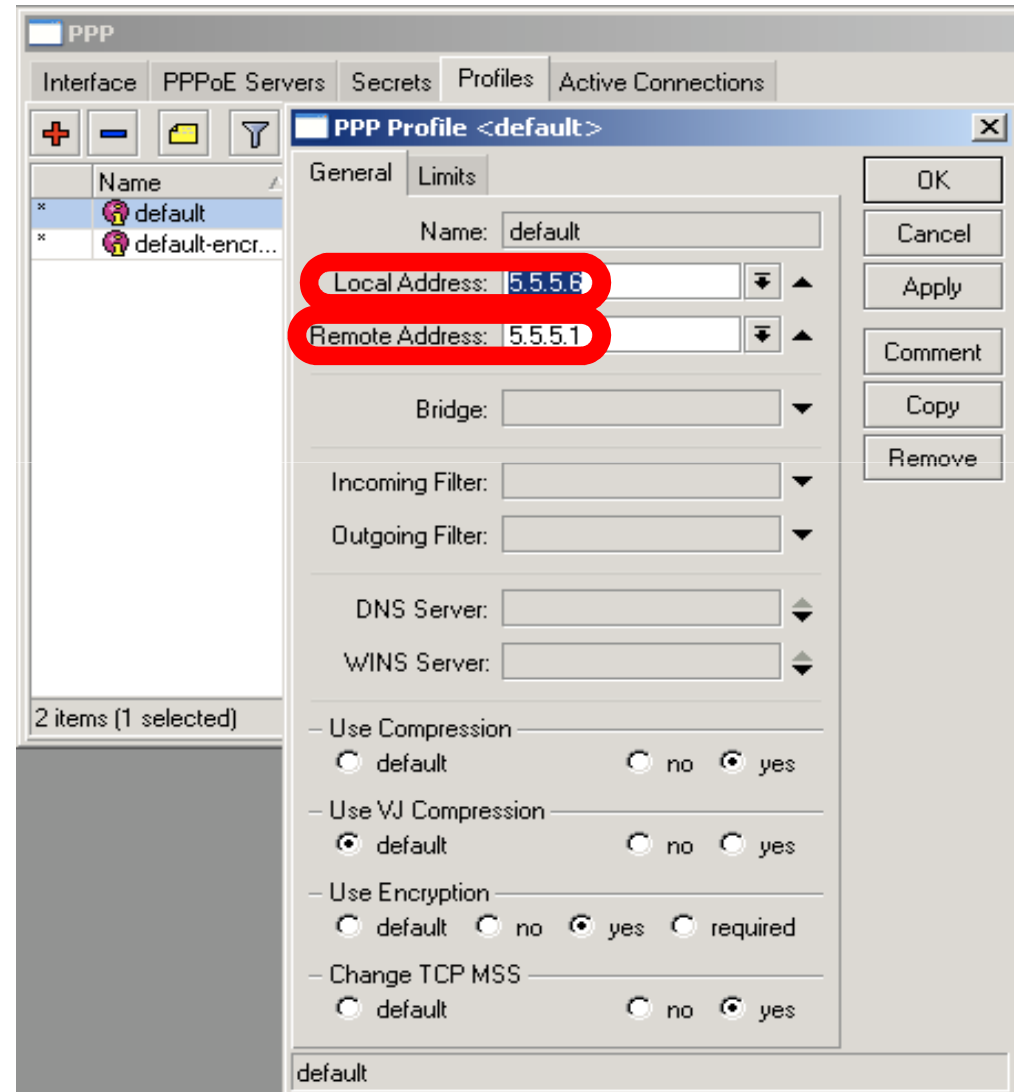 PPP
Interface PPPoE Servers Secrets Profiles Active Connections
PPP Profile <default>
Name
* default
* default-encr...
2 items (1 selected)
General Limits
Name: default
Local Address: 5.5.5.6
Remote Address: 5.5.5.1
Bridge:
Incoming Filter:
Outgoing Filter:
DNS Server:
WINS Server:
Use Compression
default no yes
Use VJ Compression
default no yes
Use Encryption
default no yes required
Change TCP MSS
default no yes
default
OK
Cancel
Apply
Comment
Copy
Remove